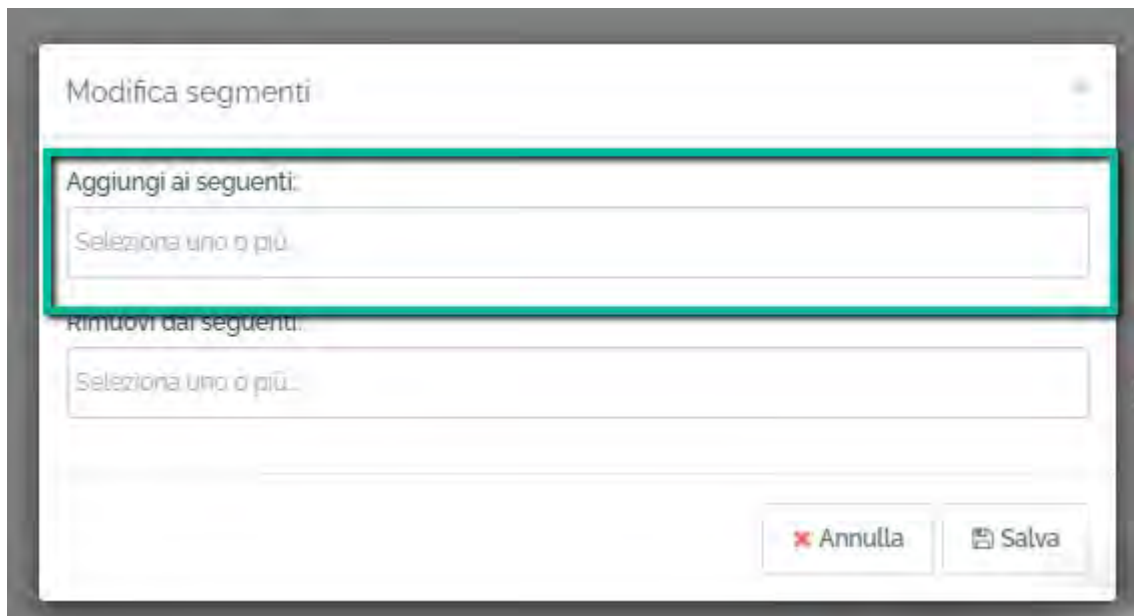 Modifica segmenti
Aggiungi ai seguenti:
Seleziona uno o più...
Rimuovi dai seguenti:
Seleziona uno o più...
Annulla
Salva